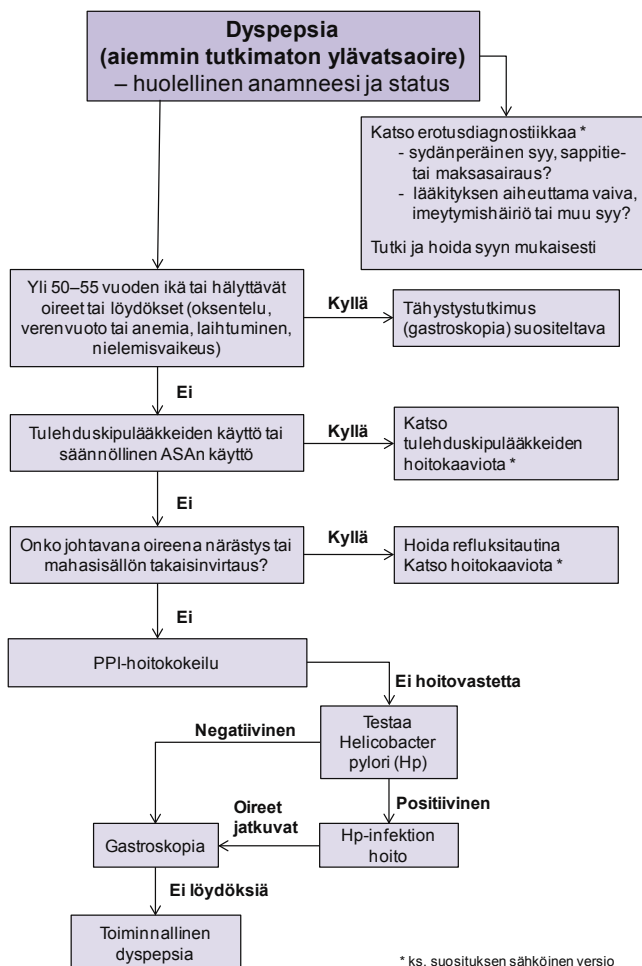 Dyspepsia
(aiemmin tutkimaton ylävatsaoire)
– huolellinen anamneesi ja status
Katso erotusdiagnostiikkaa *
- sydänperäinen syy, sappitie-
tai maksasairaus?
- lääkityksen aiheuttama vaiva,
imeytymishäiriö tai muu syy?
Tutki ja hoida syyn mukaisesti
Yli 50–55 vuoden ikä tai hälyttävät
oireet tai löydökset (oksentelu,
verenvuoto tai anemia, laihtuminen,
nielemisvaikeus)
Kyllä
Tähystystutkimus
(gastroskopia) suositeltava
Ei
Tulehduskipulääkkeiden käyttö tai
säännöllinen ASAn käyttö
Kyllä
Katso
tulehduskipulääkkeiden
hoitokaaviota *
Ei
Onko johtavana oireena närästys tai
mahasisällön takaisinvirtaus?
Kyllä
Hoida refluksitautina
Katso hoitokaaviota *
Ei
PPI-hoitokokeilu
Ei hoitovastetta
Testaa
Helicobacter
pylori (Hp)
Negatiivinen
Positiivinen
Hp-infektion
hoito
Oireet
jatkuvat
Gastroskopia
Ei löydöksiä
Toiminnallinen
dyspepsia
* ks. suosituksen sähköinen versio